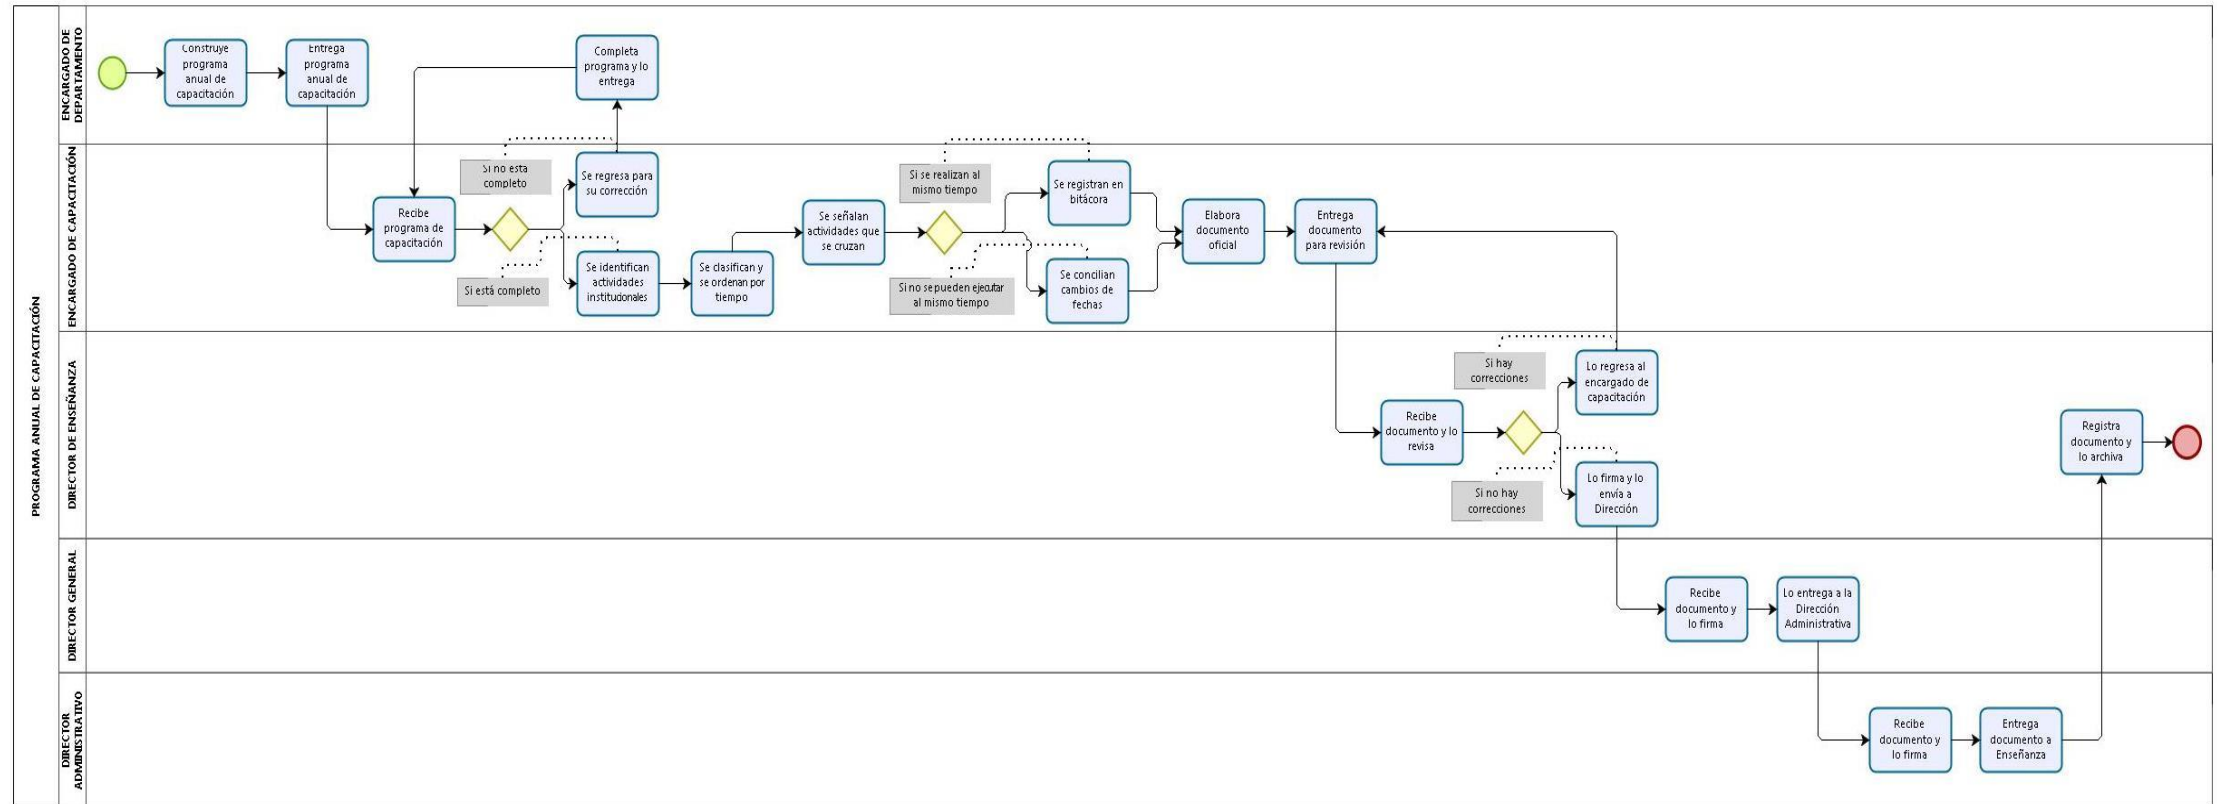 PROGRAMA ANUAL DE CAPACITACIÓN
ENCARGADO DE
DEPARTAMENTO
Construye
programa
anual de
capacitación
Entrega
programa
anual de
capacitación
Completa
programa y lo
entrega
ENCARGADO DE CAPACITACIÓN
Recibe
programa de
capacitación
Si no esta
completo
Se regresa para
su corrección
Si está completo
Se identifican
actividades
institucionales
Se clasifican y
se ordenan por
tiempo
Se señalan
actividades que
se cruzan
Si se realizan al
mismo tiempo
Se registran en
bitácora
Si no se pueden ejecutar
al mismo tiempo
Se concilian
cambios de
fechas
Elabora
documento
oficial
Entrega
documento
para revisión
DIRECTOR DE ENSEÑANZA
Recibe
documento y lo
revisa
Si hay
correcciones
Lo regresa al
encargado de
capacitación
Si no hay
correcciones
Lo firma y lo
envía a
Dirección
Registra
documento y
lo archiva
DIRECTOR GENERAL
Recibe
documento y
lo firma
Lo entrega a la
Dirección
Administrativa
DIRECTOR
ADMINISTRATIVO
Recibe
documento y
lo firma
Entrega
documento a
Enseñanza